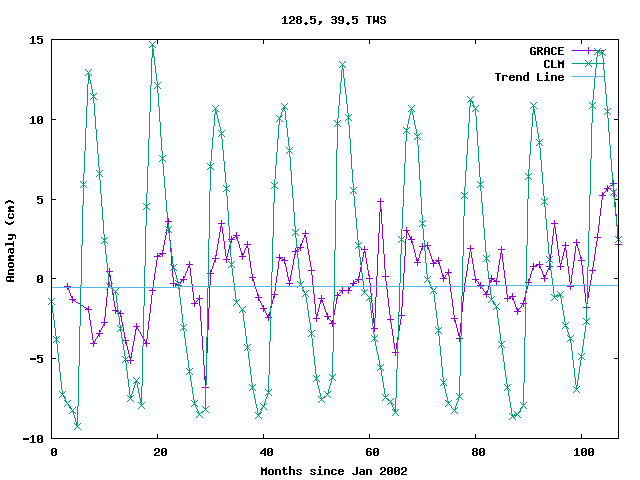 128.5, 39.5 TWS
GRACE
CLM
Trend Line
15
10
5
0
-5
-10
Anomaly (cm)
0 20 40 60 80 100
Months since Jan 2002